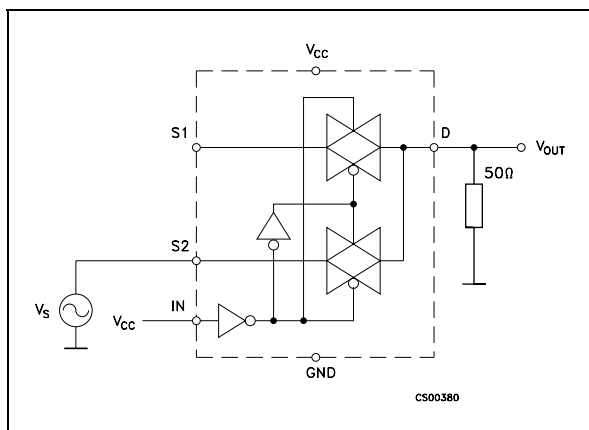 VCC
S1
D
VOUT
50Ω
S2
VS
IN
VCC
GND
CS00380